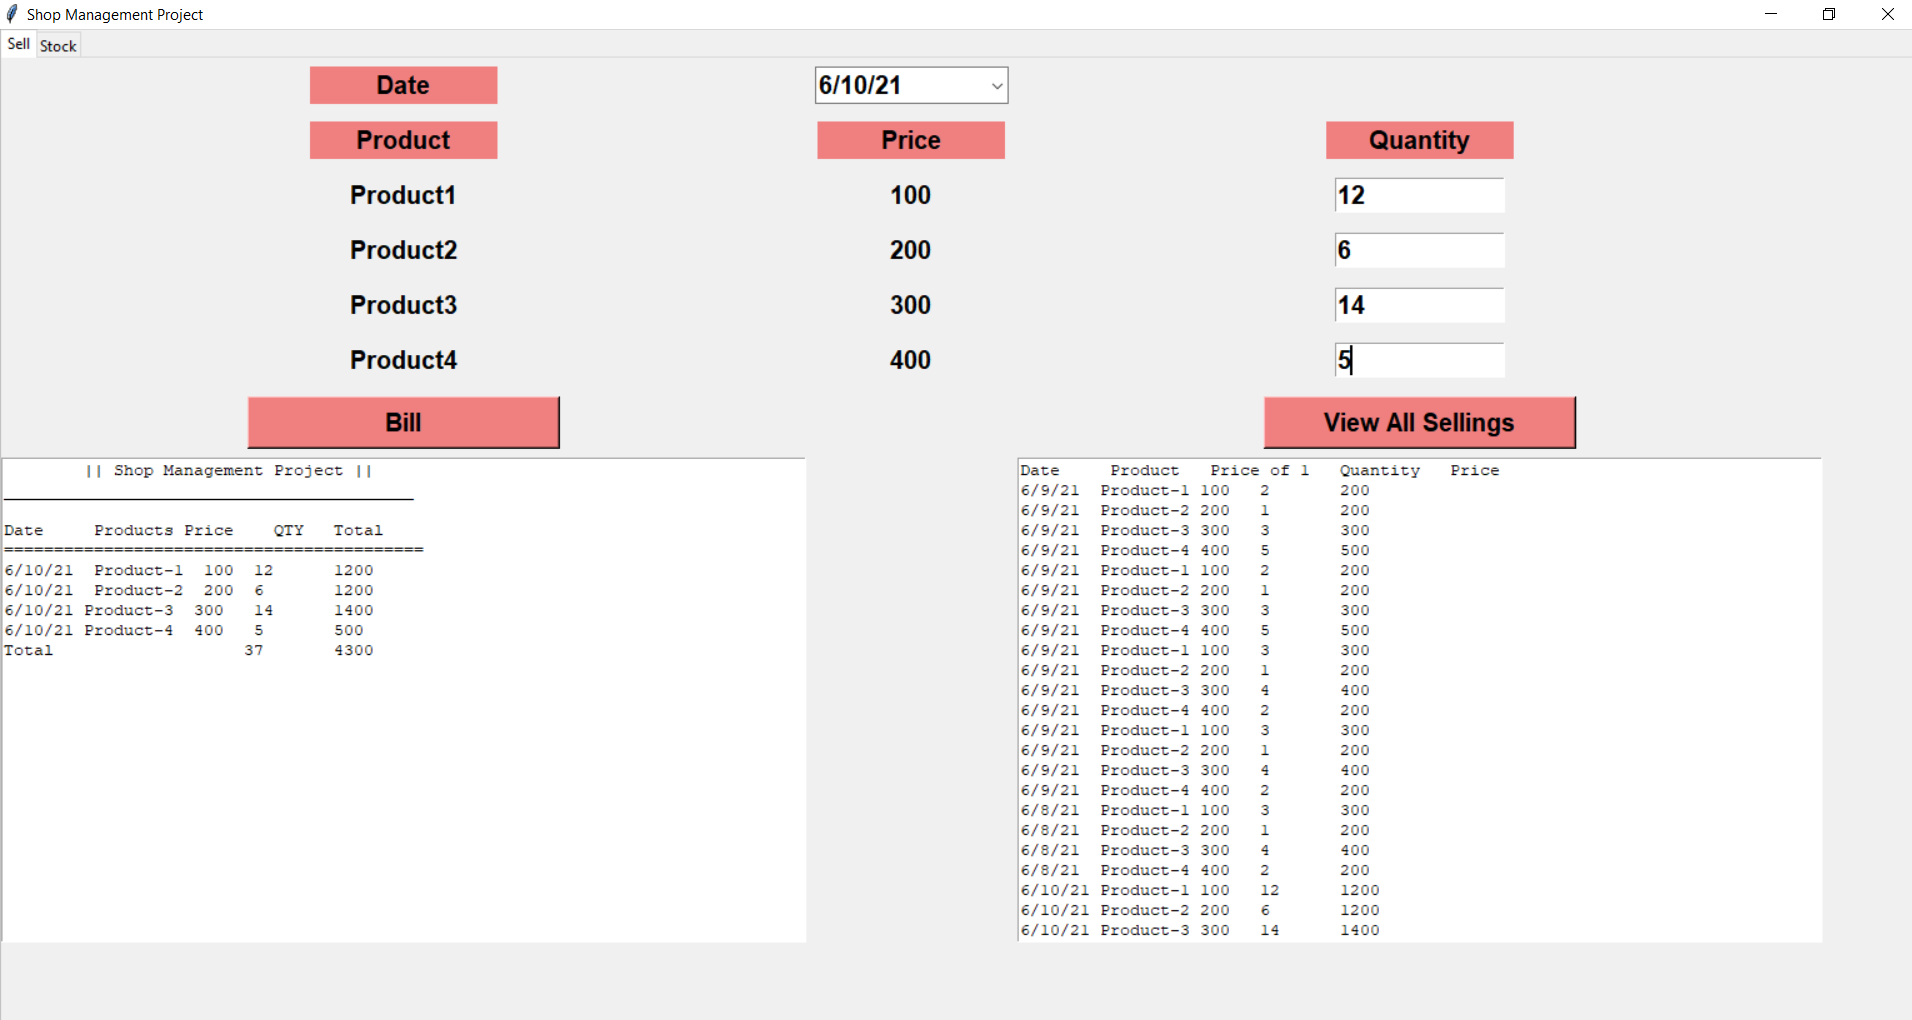 Shop Management Project
Sell Stock
Date 6/10/21
Product Price Quantity
Product1 100 12
Product2 200 6
Product3 300 14
Product4 400 5
Bill View All Sellings
|| Shop Management Project ||
Date Products Price QTY Total
==========================================
6/10/21 Product-1 100 12 1200
6/10/21 Product-2 200 6 1200
6/10/21 Product-3 300 14 1400
6/10/21 Product-4 400 5 500
Total 37 4300
Date Product Price of 1 Quantity Price
6/9/21 Product-1 100 2 200
6/9/21 Product-2 200 1 200
6/9/21 Product-3 300 3 300
6/9/21 Product-4 400 5 500
6/9/21 Product-1 100 2 200
6/9/21 Product-2 200 1 200
6/9/21 Product-3 300 3 300
6/9/21 Product-4 400 5 500
6/9/21 Product-1 100 3 300
6/9/21 Product-2 200 1 200
6/9/21 Product-3 300 4 400
6/9/21 Product-4 400 2 200
6/9/21 Product-1 100 3 300
6/9/21 Product-2 200 1 200
6/9/21 Product-3 300 4 400
6/9/21 Product-4 400 2 200
6/8/21 Product-1 100 3 300
6/8/21 Product-2 200 1 200
6/8/21 Product-3 300 4 400
6/8/21 Product-4 400 2 200
6/10/21 Product-1 100 12 1200
6/10/21 Product-2 200 6 1200
6/10/21 Product-3 300 14 1400